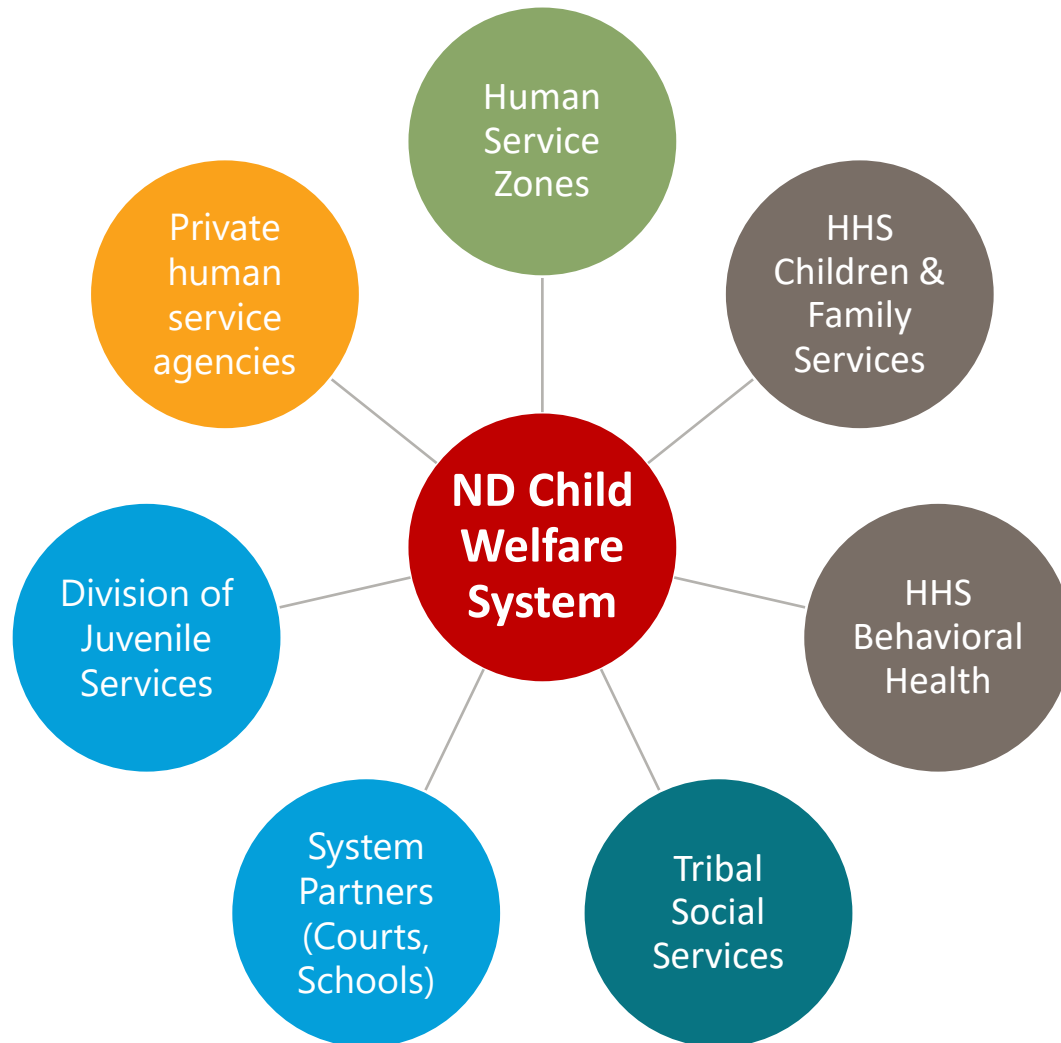 Human
Service
Zones
HHS
Children &
Family
Services
HHS
Behavioral
Health
Tribal
Social
Services
System
Partners
(Courts,
Schools)
Division of
Juvenile
Services
Private
human
service
agencies
ND Child
Welfare
System